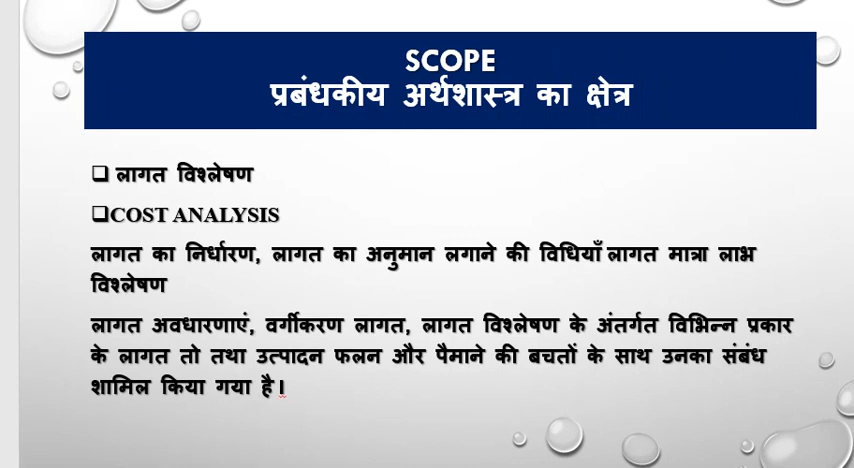 SCOPE
प्रबंधकीय अर्थशास्त्र का क्षेत्र
❑ लागत विश्लेषण
❑COST ANALYSIS
लागत का निर्धारण, लागत का अनुमान लगाने की विधियाँ लागत मात्रा लाभ
विश्लेषण
लागत अवधारणाएं, वर्गीकरण लागत, लागत विश्लेषण के अंतर्गत विभिन्न प्रकार
के लागत तो तथा उत्पादन फलन और पैमाने की बचतों के साथ उनका संबंध
शामिल किया गया है।